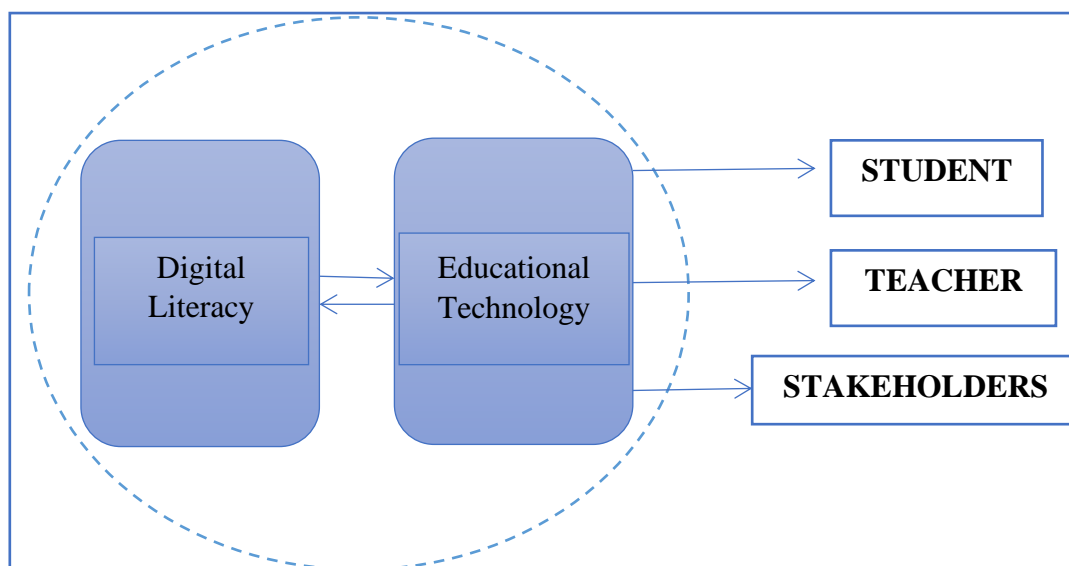 Digital
Literacy
Educational
Technology
STUDENT
TEACHER
STAKEHOLDERS